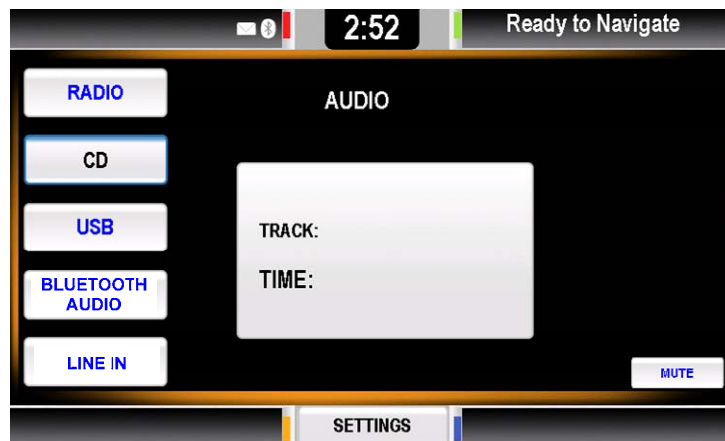 2:52
Ready to Navigate
RADIO
AUDIO
CD
USB
TRACK:
TIME:
BLUETOOTH
AUDIO
LINE IN
MUTE
SETTINGS